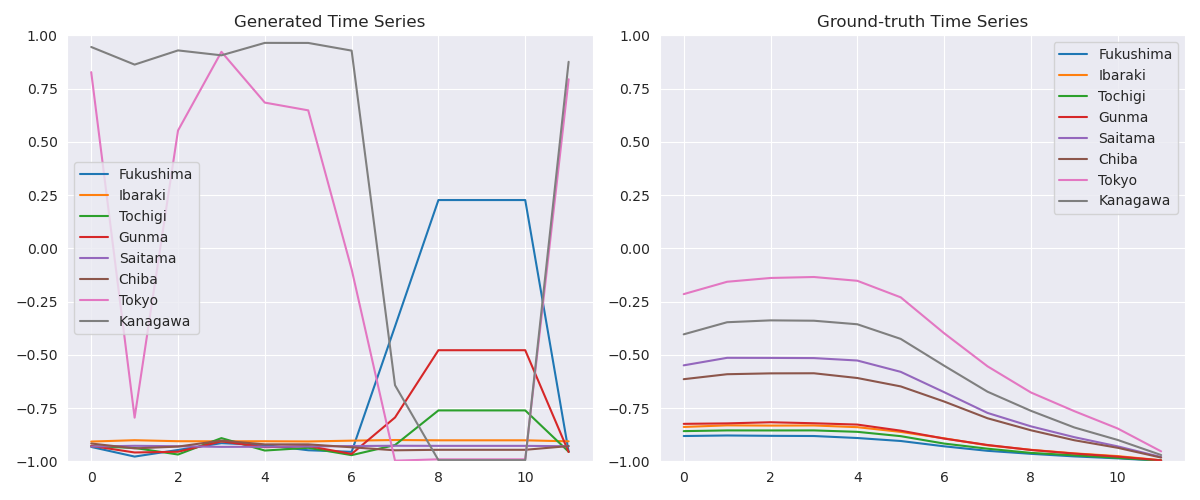 Generated Time Series
1.00
0.75
0.50
0.25
0.00
−0.25
−0.50
−0.75
−1.00
0 2 4 6 8 10
Fukushima
Ibaraki
Tochigi
Gunma
Saitama
Chiba
Tokyo
Kanagawa
Ground-truth Time Series
1.00
0.75
0.50
0.25
0.00
−0.25
−0.50
−0.75
−1.00
0 2 4 6 8 10
Fukushima
Ibaraki
Tochigi
Gunma
Saitama
Chiba
Tokyo
Kanagawa